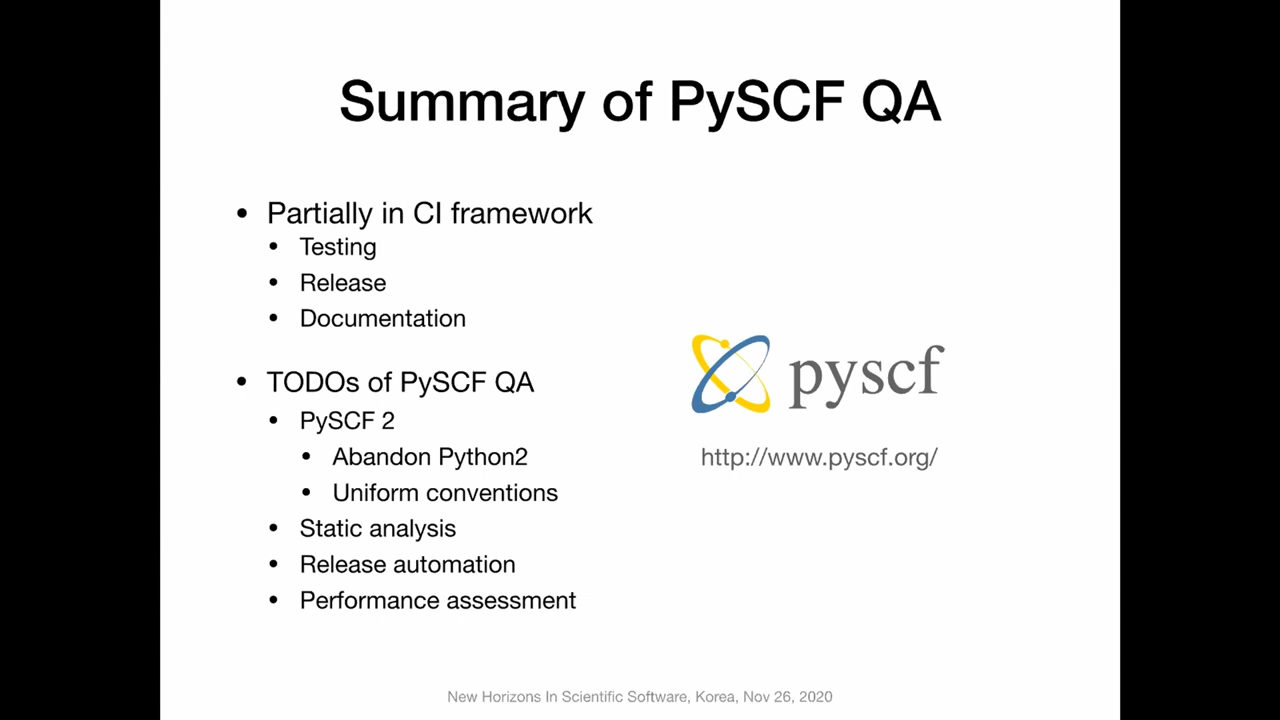 Summary of PySCF QA
• Partially in CI framework
• Testing
• Release
• Documentation
• TODOs of PySCF QA
• PySCF 2
• Abandon Python2
• Uniform conventions
• Static analysis
• Release automation
• Performance assessment
pyscf
http://www.pyscf.org/
New Horizons In Scientific Software, Korea, Nov 26, 2020